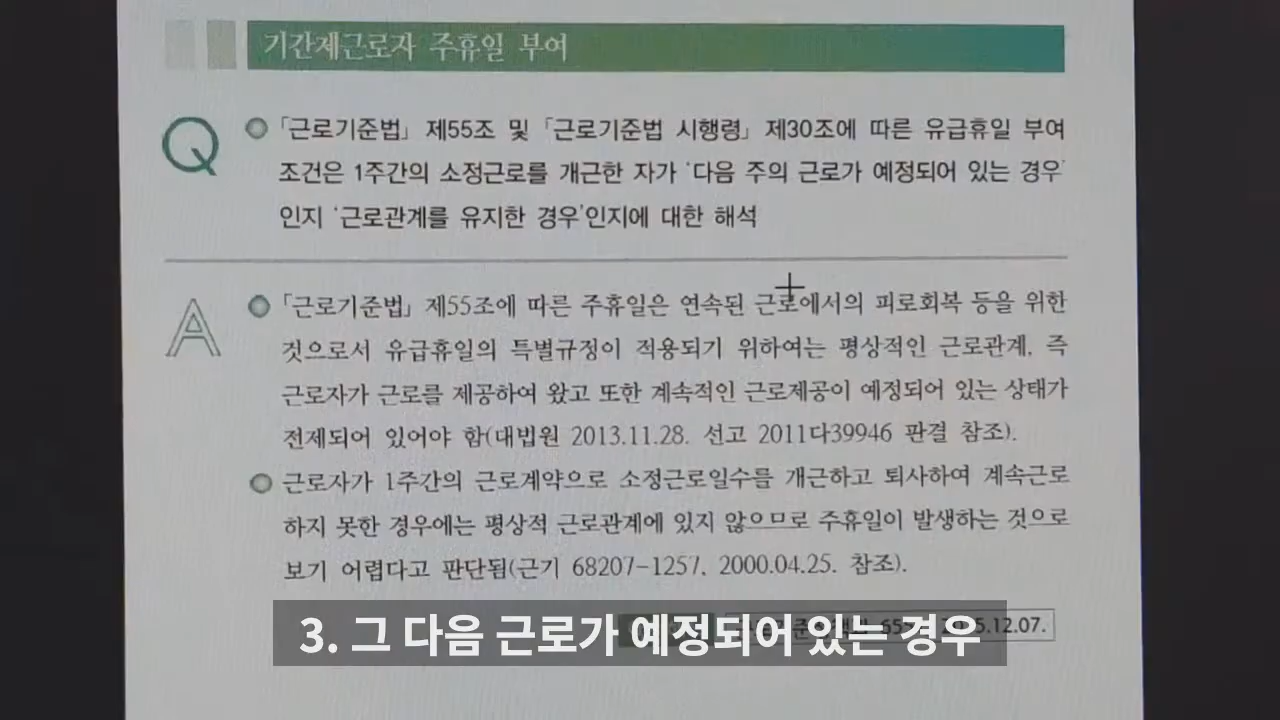 기간제근로자 주휴일 부여
Q
「근로기준법」 제55조 및 「근로기준법 시행령」 제30조에 따른 유급휴일 부여
조건은 1주간의 소정근로를 개근한 자가 '다음 주의 근로가 예정되어 있는 경우'
인지 '근로관계를 유지한 경우'인지에 대한 해석
A
「근로기준법」 제55조에 따른 주휴일은 연속된 근로에서의 피로회복 등을 위한
것으로서 유급휴일의 특별규정이 적용되기 위하여는 평상적인 근로관계, 즉
근로자가 근로를 제공하여 왔고 또한 계속적인 근로제공이 예정되어 있는 상태가
전제되어 있어야 함(대법원 2013.11.28. 선고 2011다39946 판결 참조).
근로자가 1주간의 근로계약으로 소정근로일수를 개근하고 퇴사하여 계속근로
하지 못한 경우에는 평상적 근로관계에 있지 않으므로 주휴일이 발생하는 것으로
보기 어렵다고 판단됨(근기 68207-1257, 2000.04.25. 참조).
5.12.07.
3. 그 다음 근로가 예정되어 있는 경우